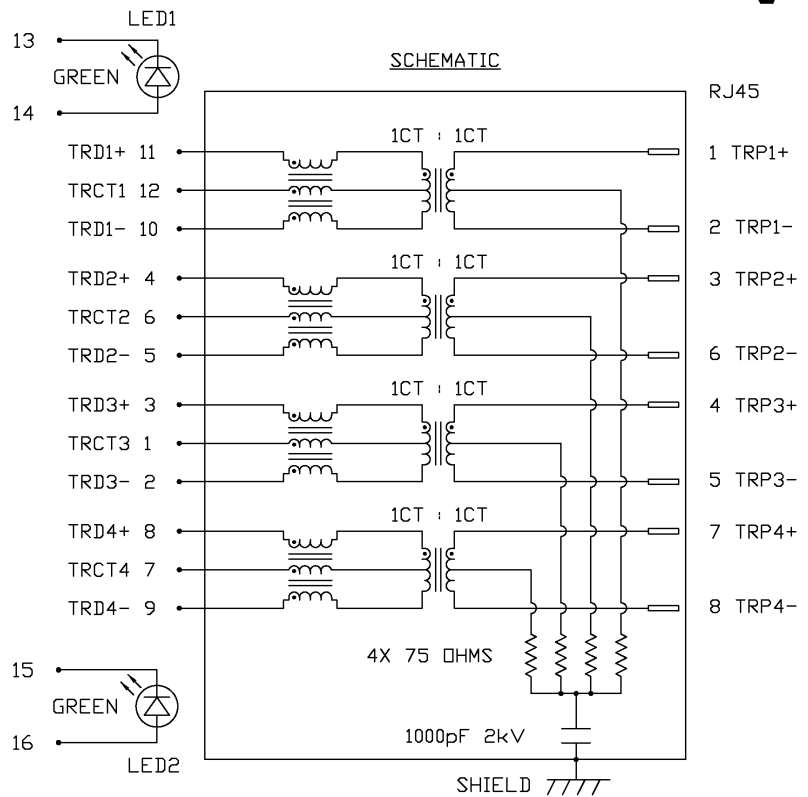 LED1
13
GREEN
14
SCHEMATIC
RJ45
1CT : 1CT
TRD1+ 11
1 TRP1+
TRCT1 12
TRD1- 10
2 TRP1-
1CT : 1CT
TRD2+ 4
3 TRP2+
TRCT2 6
TRD2- 5
6 TRP2-
1CT : 1CT
TRD3+ 3
4 TRP3+
TRCT3 1
TRD3- 2
5 TRP3-
1CT : 1CT
TRD4+ 8
7 TRP4+
TRCT4 7
TRD4- 9
8 TRP4-
4X 75 OHMS
15
GREEN
16
LED2
1000pF 2kV
SHIELD